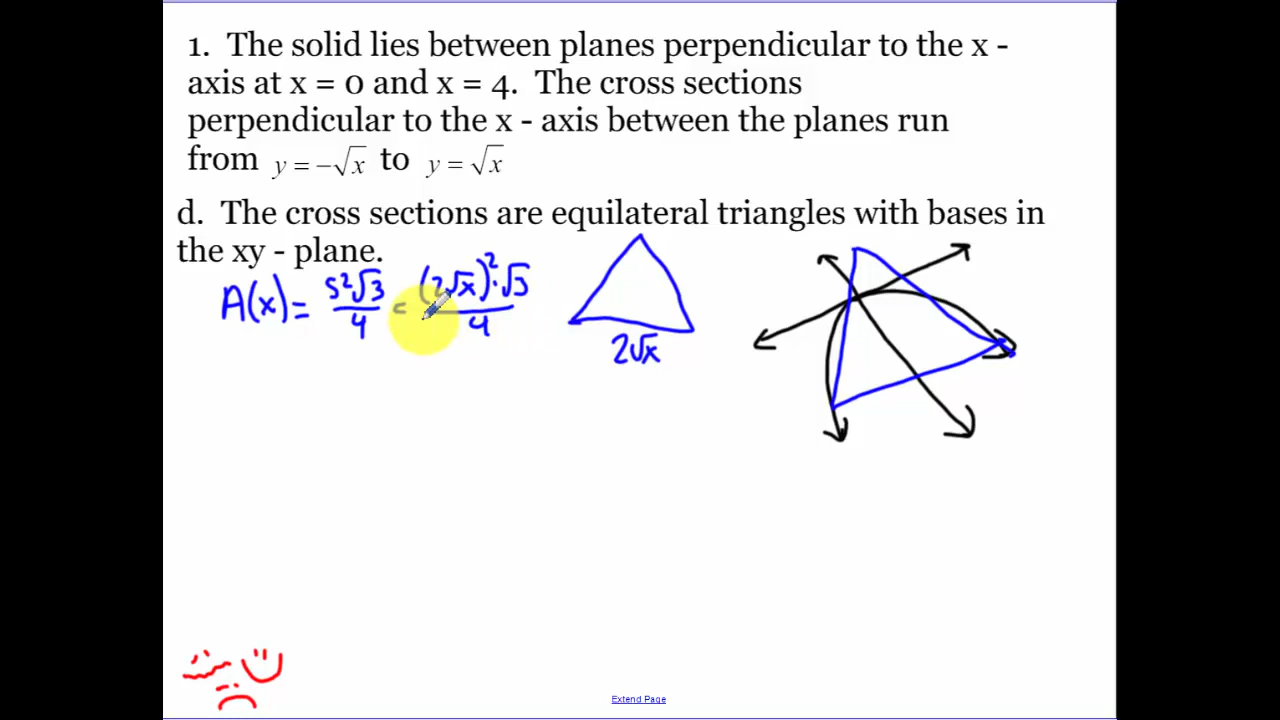 1. The solid lies between planes perpendicular to the x -
axis at x = 0 and x = 4. The cross sections
perpendicular to the x - axis between the planes run
from y = −√x to y = √x
d. The cross sections are equilateral triangles with bases in
the xy - plane.
A(x) = s²√3/4 = (2√x)²·√3/4
2√x
Extend Page